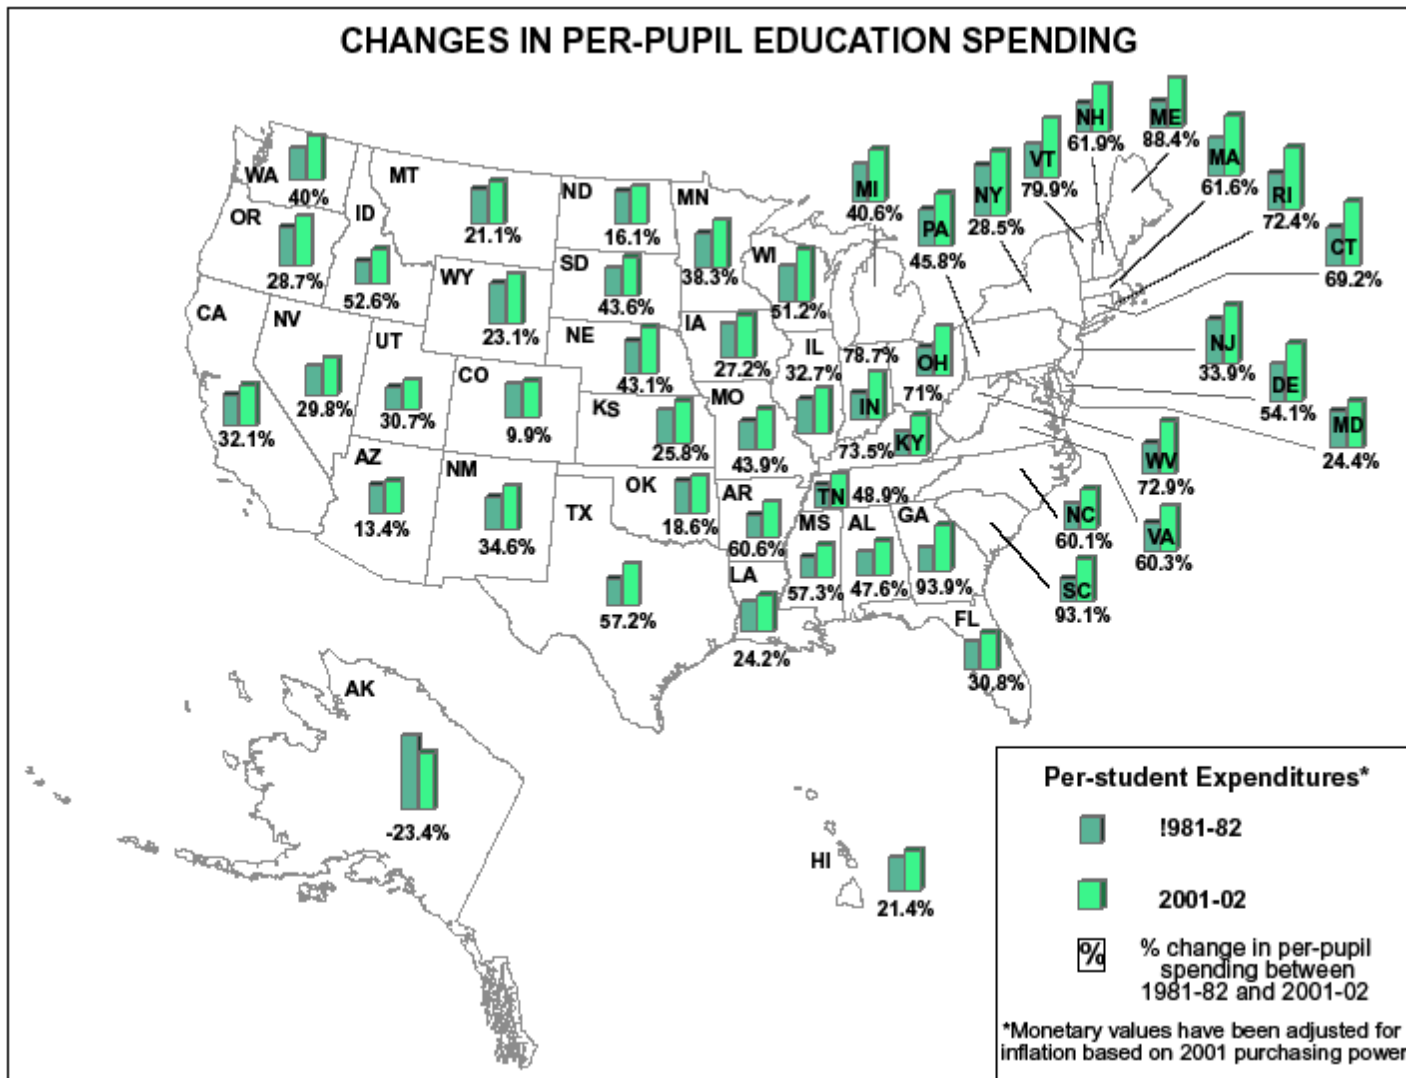 CHANGES IN PER-PUPIL EDUCATION SPENDING
WA
40%
OR
28.7%
ID
52.6%
MT
21.1%
ND
16.1%
MN
38.3%
SD
43.6%
WY
23.1%
WI
51.2%
MI
40.6%
PA
45.8%
NY
28.5%
VT
79.9%
NH
61.9%
ME
88.4%
MA
61.6%
RI
72.4%
CT
69.2%
CA
32.1%
NV
29.8%
UT
30.7%
CO
9.9%
NE
43.1%
IA
27.2%
IL
32.7%
78.7%
IN
OH
71%
NJ
33.9%
DE
54.1%
MD
24.4%
KS
25.8%
MO
43.9%
73.5%
KY
WV
72.9%
AZ
13.4%
NM
34.6%
TX
57.2%
OK
18.6%
AR
60.6%
TN
48.9%
NC
60.1%
VA
60.3%
MS
57.3%
AL
47.6%
GA
93.9%
SC
93.1%
LA
24.2%
FL
30.8%
AK
-23.4%
HI
21.4%
Per-student Expenditures*
!981-82
2001-02
%
% change in per-pupil
spending between
1981-82 and 2001-02
*Monetary values have been adjusted for
inflation based on 2001 purchasing power